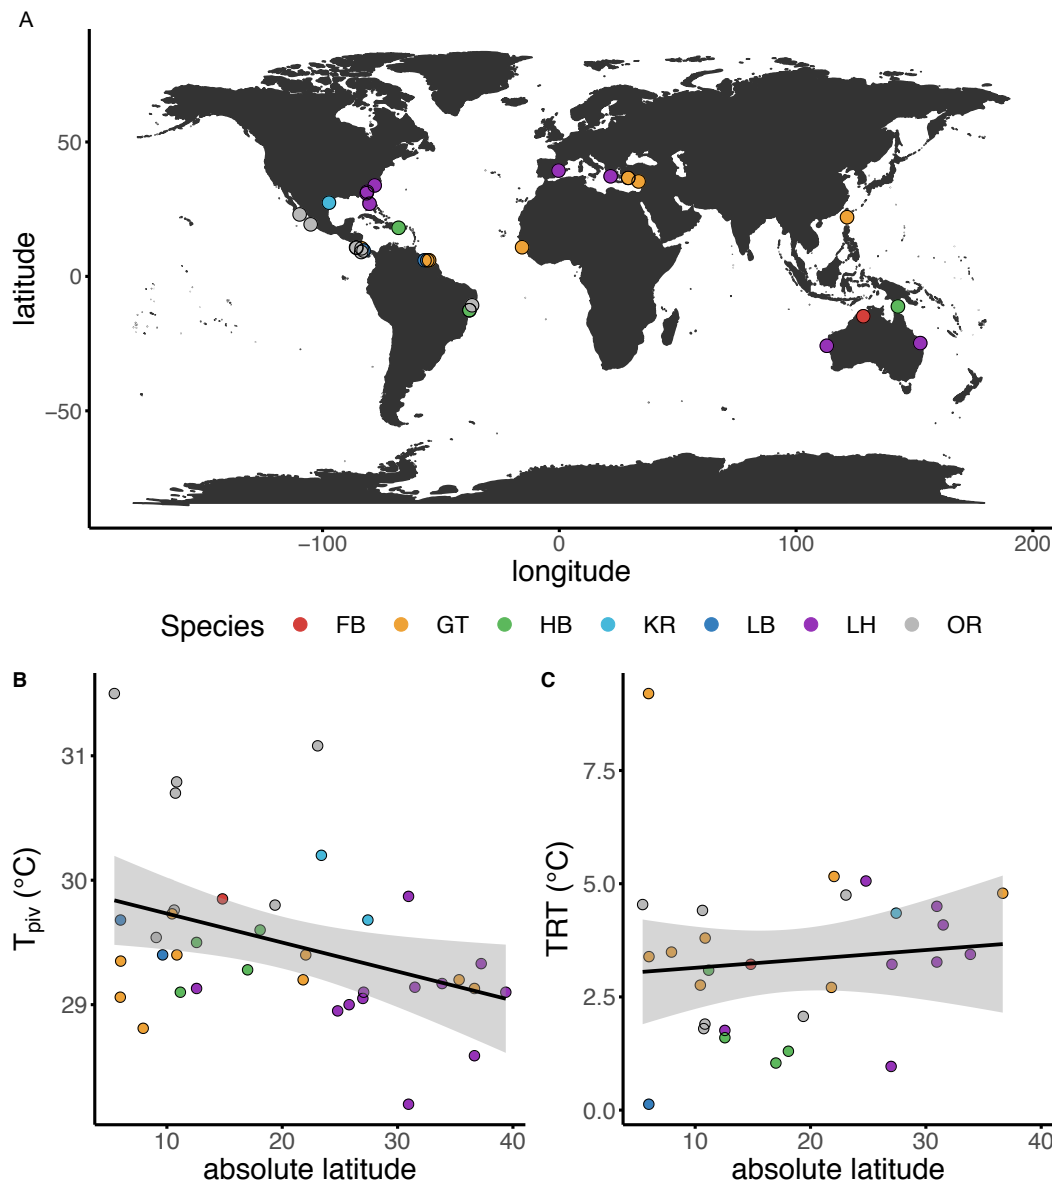 A
50
0
−50
latitude
−100 0 100 200
longitude
Species FB GT HB KR LB LH OR
B
31
30
29
Tpiv (°C)
10 20 30 40
absolute latitude
C
7.5
5.0
2.5
0.0
TRT (°C)
10 20 30 40
absolute latitude